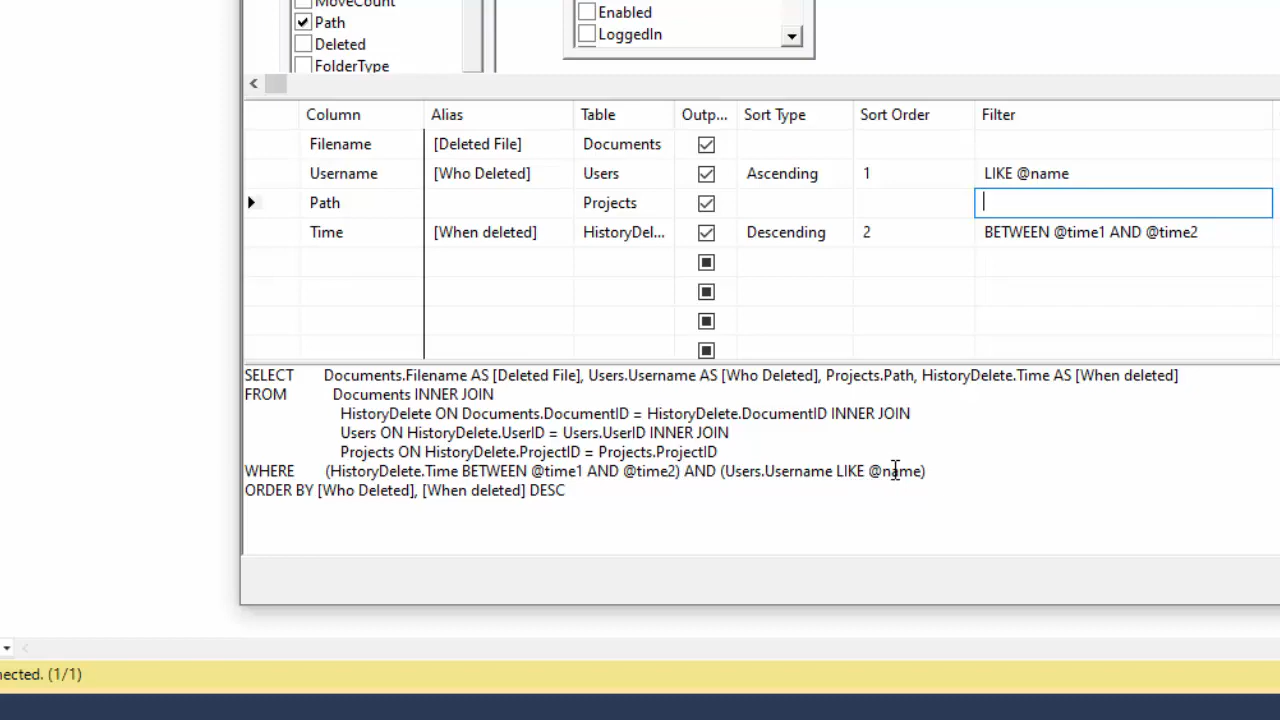 MoveCount
Path
Deleted
FolderType
Enabled
LoggedIn
<
Column Alias Table Outp... Sort Type Sort Order Filter
Filename [Deleted File] Documents
Username [Who Deleted] Users Ascending 1 LIKE @name
Path Projects
Time [When deleted] HistoryDel... Descending 2 BETWEEN @time1 AND @time2
SELECT Documents.Filename AS [Deleted File], Users.Username AS [Who Deleted], Projects.Path, HistoryDelete.Time AS [When deleted]
FROM Documents INNER JOIN
HistoryDelete ON Documents.DocumentID = HistoryDelete.DocumentID INNER JOIN
Users ON HistoryDelete.UserID = Users.UserID INNER JOIN
Projects ON HistoryDelete.ProjectID = Projects.ProjectID
WHERE (HistoryDelete.Time BETWEEN @time1 AND @time2) AND (Users.Username LIKE @name)
ORDER BY [Who Deleted], [When deleted] DESC
nected. (1/1)